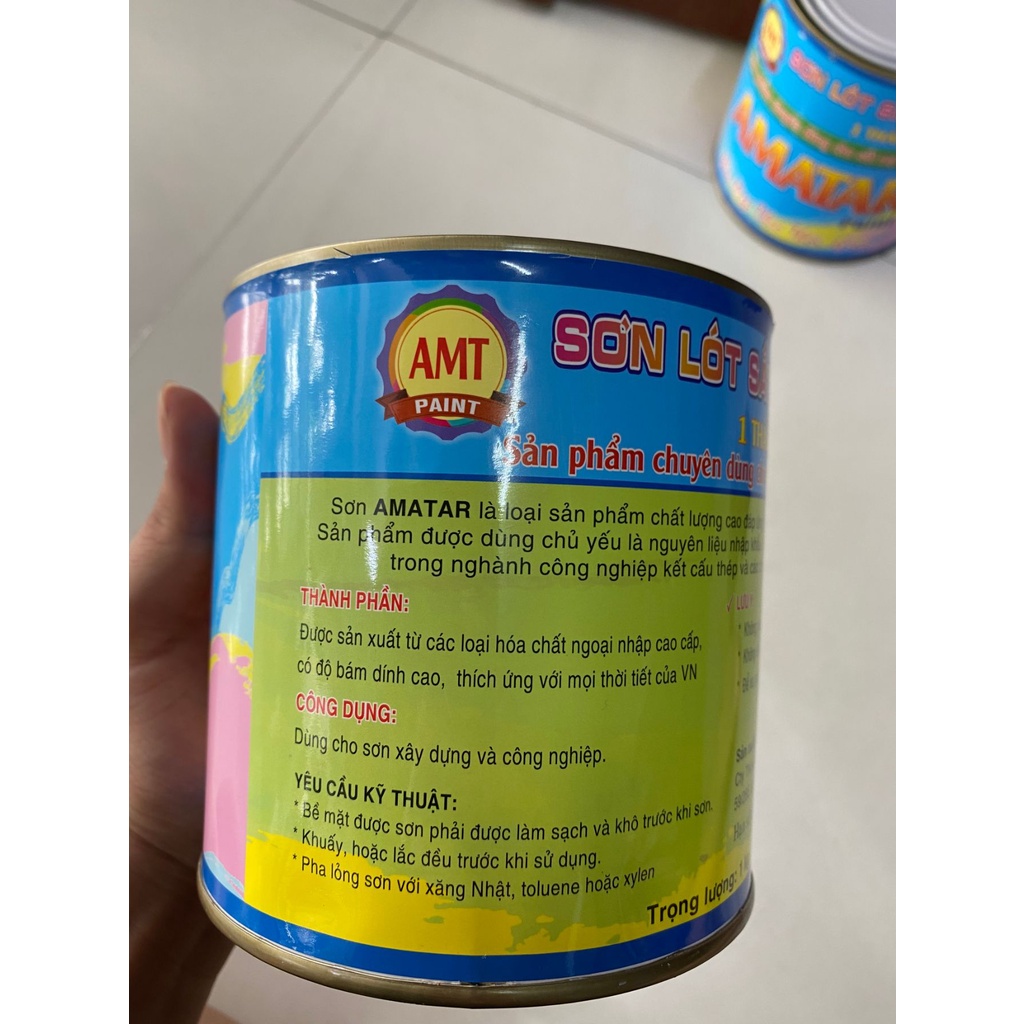 AMT
PAINT
SƠN LÓT
1
Sản phẩm chuyên dùng
Sơn AMATAR là loại sản phẩm chất lượng cao đáp
Sản phẩm được dùng chủ yếu là nguyên liệu nhập
trong nghành công nghiệp kết cấu thép và
THÀNH PHẦN:
Được sản xuất từ các loại hóa chất ngoại nhập cao cấp,
có độ bám dính cao, thích ứng với mọi thời tiết của VN
CÔNG DỤNG:
Dùng cho sơn xây dựng và công nghiệp.
YÊU CẦU KỸ THUẬT:
* Bề mặt được sơn phải được làm sạch và khô trước khi sơn.
* Khuấy, hoặc lắc đều trước khi sử dụng.
* Pha lỏng sơn với xăng Nhật, toluene hoặc xylen
Trọng lượng: 1
SƠN LÓT
AMATAR